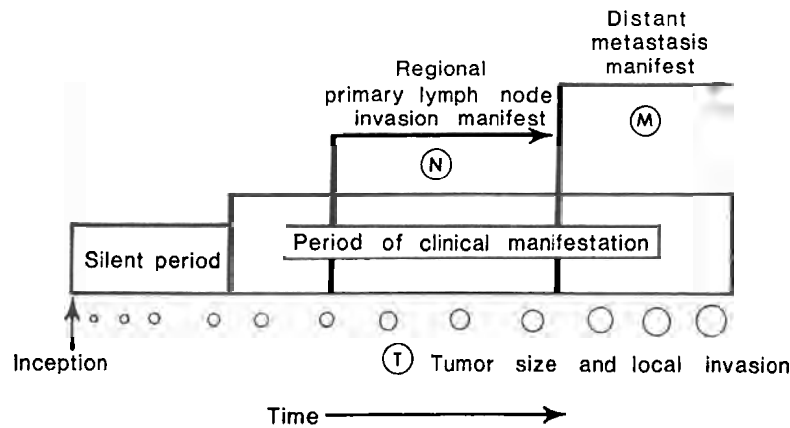 Distant
metastasis
manifest
Regional
primary lymph node
invasion manifest
M
N
Period of clinical manifestation
Silent period
Inception
T Tumor size and local invasion
Time